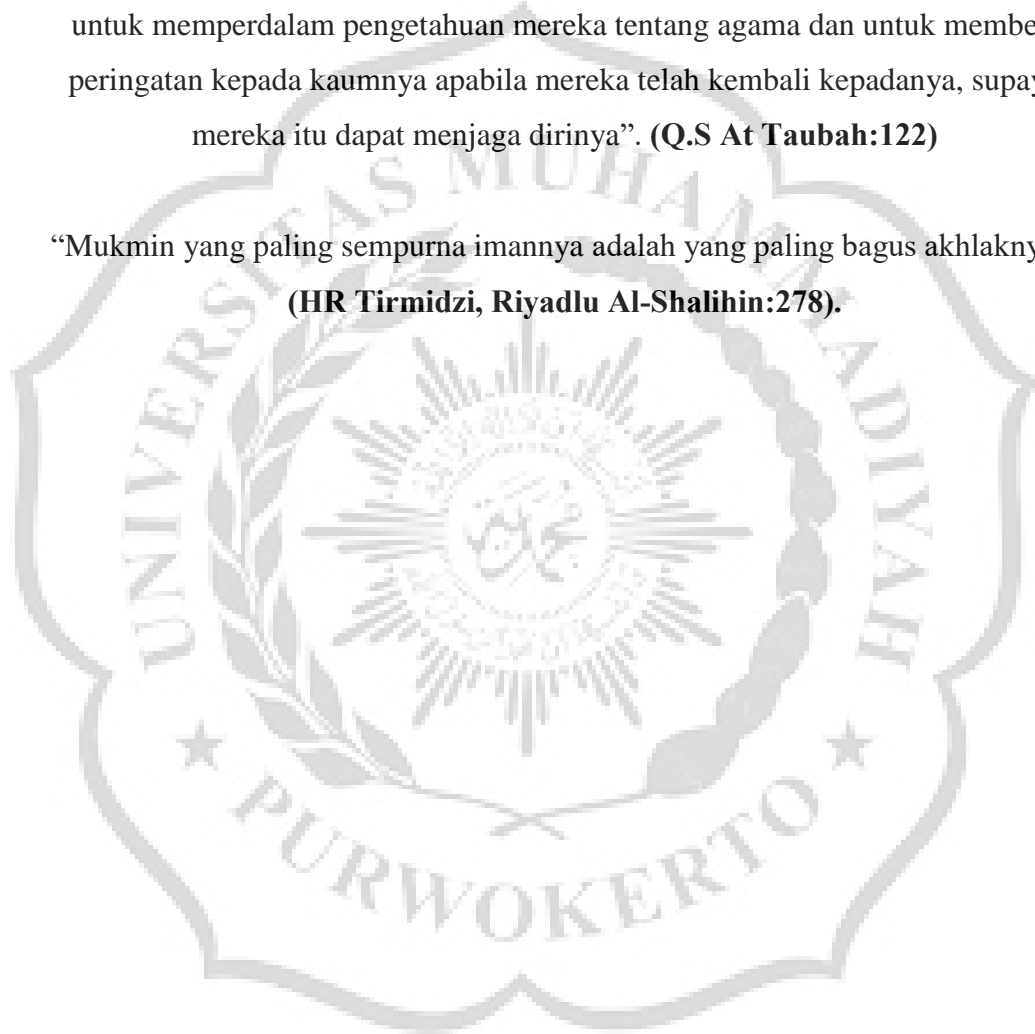 untuk memperdalam pengetahuan mereka tentang agama dan untuk membe
peringatan kepada kaumnya apabila mereka telah kembali kepadanya, supay
mereka itu dapat menjaga dirinya”. (Q.S At Taubah:122)
“Mukmin yang paling sempurna imannya adalah yang paling bagus akhlakny
(HR Tirmidzi, Riyadlu Al-Shalihin:278).
UNIVERSITAS MUHAMMADIYAH
PURWOKERTO